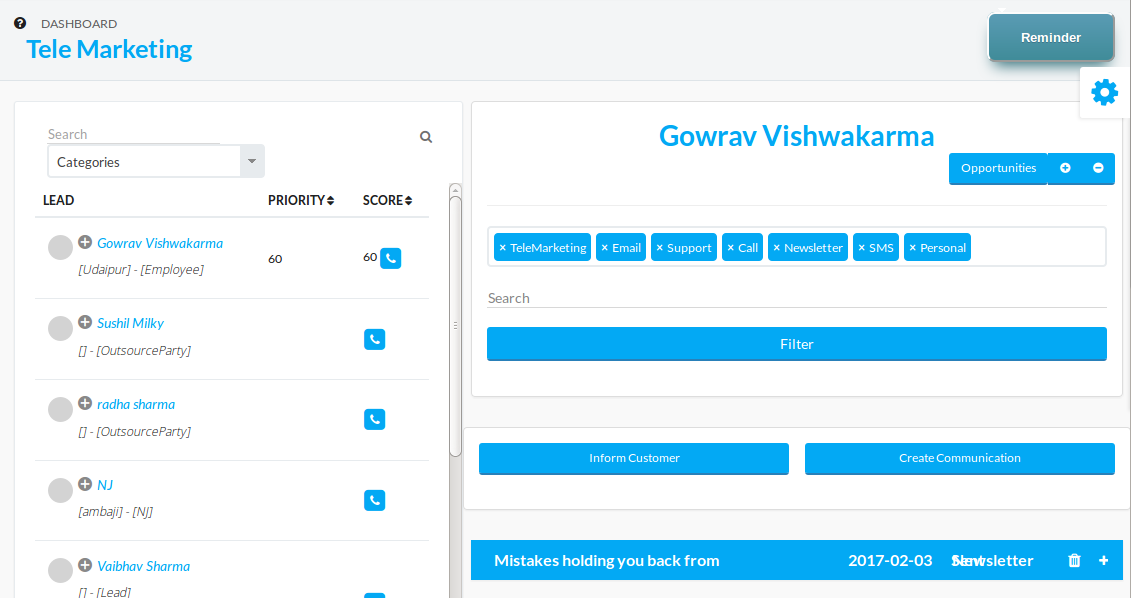 DASHBOARD
Tele Marketing
Reminder
Search
Categories
LEAD PRIORITY SCORE
Gowrav Vishwakarma
[Udaipur] - [Employee]
60
60
Sushil Milky
[] - [OutsourceParty]
radha sharma
[] - [OutsourceParty]
NJ
[ambaji] - [NJ]
Vaibhav Sharma
[] - [Lead]
Gowrav Vishwakarma
Opportunities
× TeleMarketing × Email × Support × Call × Newsletter × SMS × Personal
Search
Filter
Inform Customer Create Communication
Mistakes holding you back from 2017-02-03 Newsletter